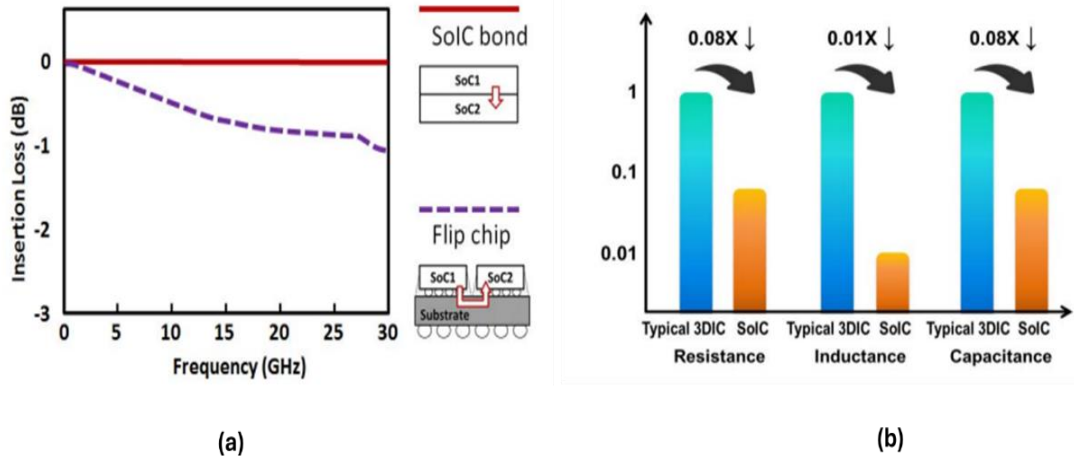 0
-1
-2
-3
Insertion Loss (dB)
0 5 10 15 20 25 30
Frequency (GHz)
SoIC bond
SoC1
SoC2
Flip chip
SoC1 SoC2
Substrate
(a)
0.08X ↓ 0.01X ↓ 0.08X ↓
1
0.1
0.01
Typical 3DIC SoIC Typical 3DIC SoIC Typical 3DIC SoIC
Resistance Inductance Capacitance
(b)